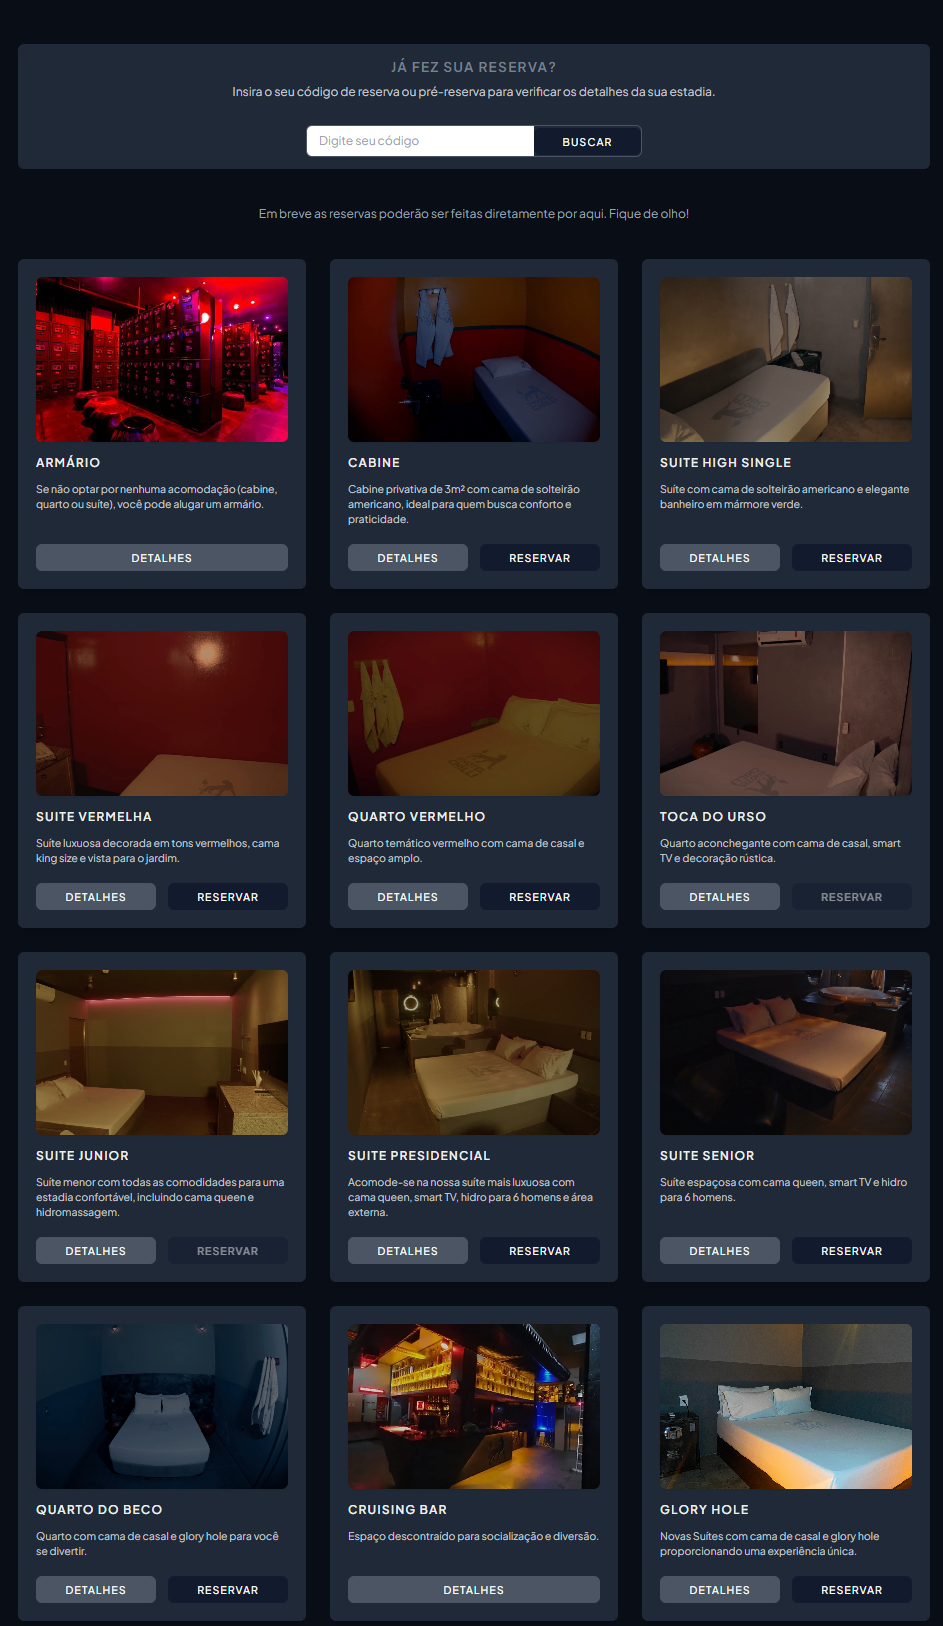 JÁ FEZ SUA RESERVA?
Insira o seu código de reserva ou pré-reserva para verificar os detalhes da sua estadia.
Digite seu código
BUSCAR
Em breve as reservas poderão ser feitas diretamente por aqui. Fique de olho!
ARMÁRIO
Se não optar por nenhuma acomodação (cabine,
quarto ou suíte), você pode alugar um armário.
DETALHES
CABINE
Cabine privativa de 3m² com cama de solteirão
americano, ideal para quem busca conforto e
praticidade.
DETALHES
RESERVAR
SUITE HIGH SINGLE
Suíte com cama de solteirão americano e elegante
banheiro em mármore verde.
DETALHES
RESERVAR
SUITE VERMELHA
Suíte luxuosa decorada em tons vermelhos, cama
king size e vista para o jardim.
DETALHES
RESERVAR
QUARTO VERMELHO
Quarto temático vermelho com cama de casal e
espaço amplo.
DETALHES
RESERVAR
TOCA DO URSO
Quarto aconchegante com cama de casal, smart
TV e decoração rústica.
DETALHES
RESERVAR
SUITE JUNIOR
Suíte menor com todas as comodidades para uma
estadia confortável, incluindo cama queen e
hidromassagem.
DETALHES
RESERVAR
SUITE PRESIDENCIAL
Acomode-se na nossa suíte mais luxuosa com
cama queen, smart TV, hidro para 6 homens e área
externa.
DETALHES
RESERVAR
SUITE SENIOR
Suíte espaçosa com cama queen, smart TV e hidro
para 6 homens.
DETALHES
RESERVAR
QUARTO DO BECO
Quarto com cama de casal e glory hole para você
se divertir.
DETALHES
RESERVAR
CRUISING BAR
Espaço descontraído para socialização e diversão.
DETALHES
GLORY HOLE
Novas Suítes com cama de casal e glory hole
proporcionando uma experiência única.
DETALHES
RESERVAR